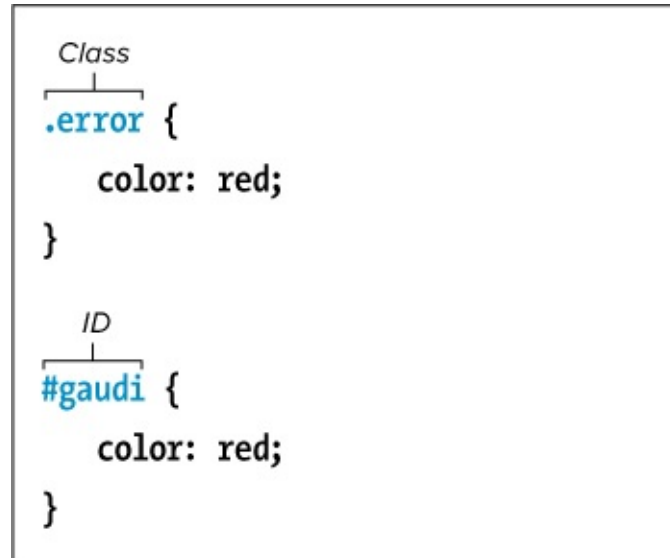 Class
.error {
color: red;
}
ID
#gaudi {
color: red;
}